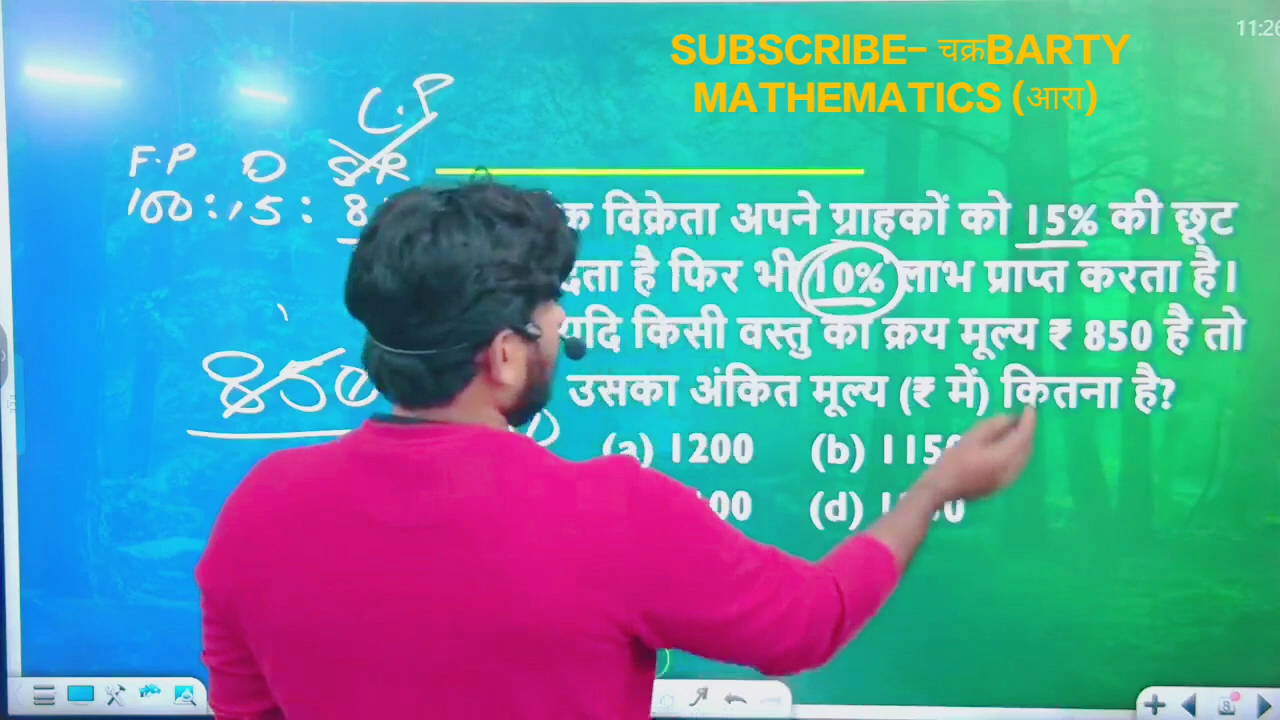 11:26
SUBSCRIBE- चक्रBARTY
MATHEMATICS (आरा)
C.P
F.P D S.R
100:15: 8
विक्रेता अपने ग्राहकों को 15% की छूट
है फिर भी 10% लाभ प्राप्त करता है।
यदि किसी वस्तु का क्रय मूल्य ₹ 850 है तो
उसका अंकित मूल्य (₹ में) कितना है?
850
(a) 1200 (b)
(d)